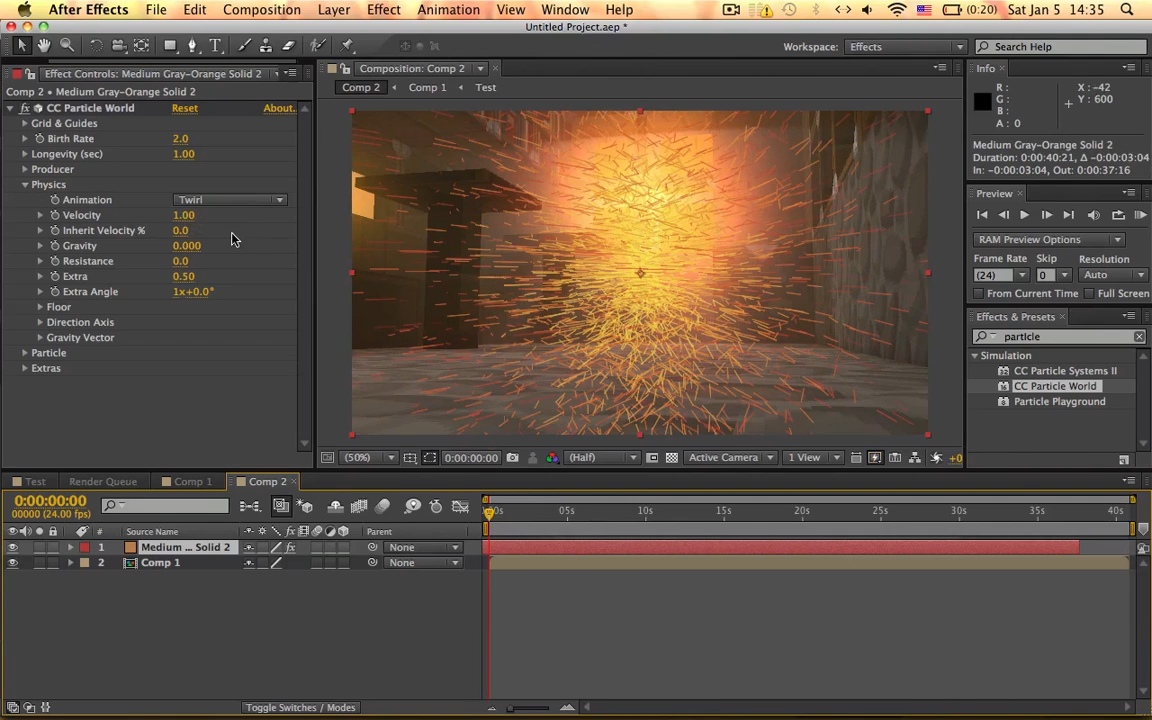 After Effects File Edit Composition Layer Effect Animation View Window Help (0:20) Sat Jan 5 14:35
Untitled Project.aep *
Workspace: Effects Search Help
Effect Controls: Medium Gray-Orange Solid 2
Comp 2 • Medium Gray-Orange Solid 2
fx CC Particle World Reset About..
Grid & Guides
Birth Rate 2.0
Longevity (sec) 1.00
Producer
Physics
Animation Twirl
Velocity 1.00
Inherit Velocity % 0.0
Gravity 0.000
Resistance 0.0
Extra 0.50
Extra Angle 1x+0.0°
Floor
Direction Axis
Gravity Vector
Particle
Extras
Composition: Comp 2
Comp 2 Comp 1 Test
(50%) 0:00:00:00 (Half) Active Camera 1 View +0
Info
R : X : -42
G : Y : 600
B :
A : 0
Medium Gray-Orange Solid 2
Duration: 0:00:40:21, Δ -0:00:03:04
In: -0:00:03:04, Out: 0:00:37:16
Preview
RAM Preview Options
Frame Rate Skip Resolution
(24) 0 Auto
From Current Time Full Screen
Effects & Presets
particle
Simulation
CC Particle Systems II
CC Particle World
Particle Playground
Test Render Queue Comp 1 Comp 2
0:00:00:00
00000 (24.00 fps)
00s 05s 10s 15s 20s 25s 30s 35s 40s
# Source Name fx Parent
1 Medium ... Solid 2 fx None
2 Comp 1 None
Toggle Switches / Modes